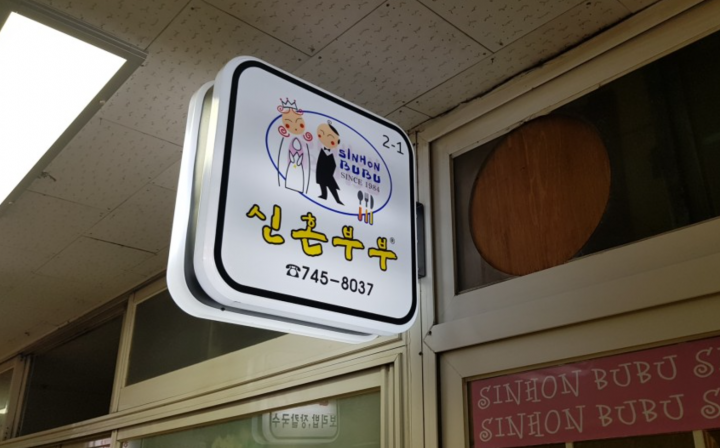 2-1
SINHON
BUBU
SINCE 1984
신혼부부®
☎745-8037
SINHON BUBU S
SINHON BUBU S